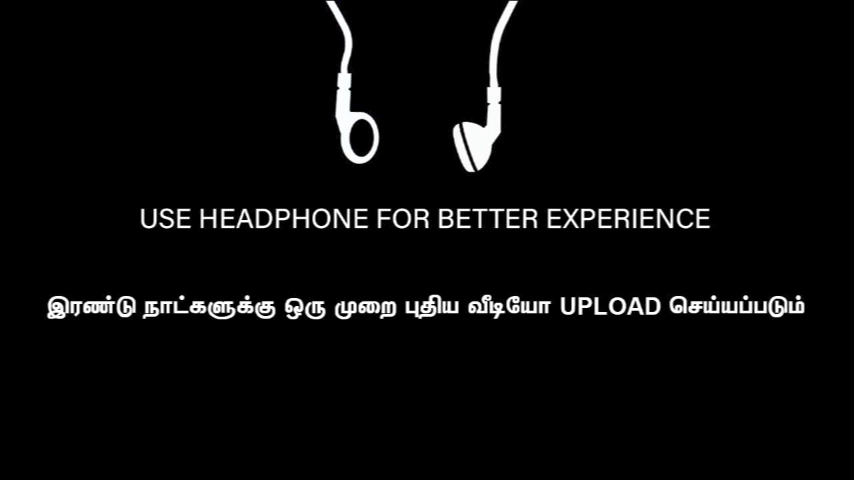 USE HEADPHONE FOR BETTER EXPERIENCE
இரண்டு நாட்களுக்கு ஒரு முறை புதிய வீடியோ UPLOAD செய்யப்படும்